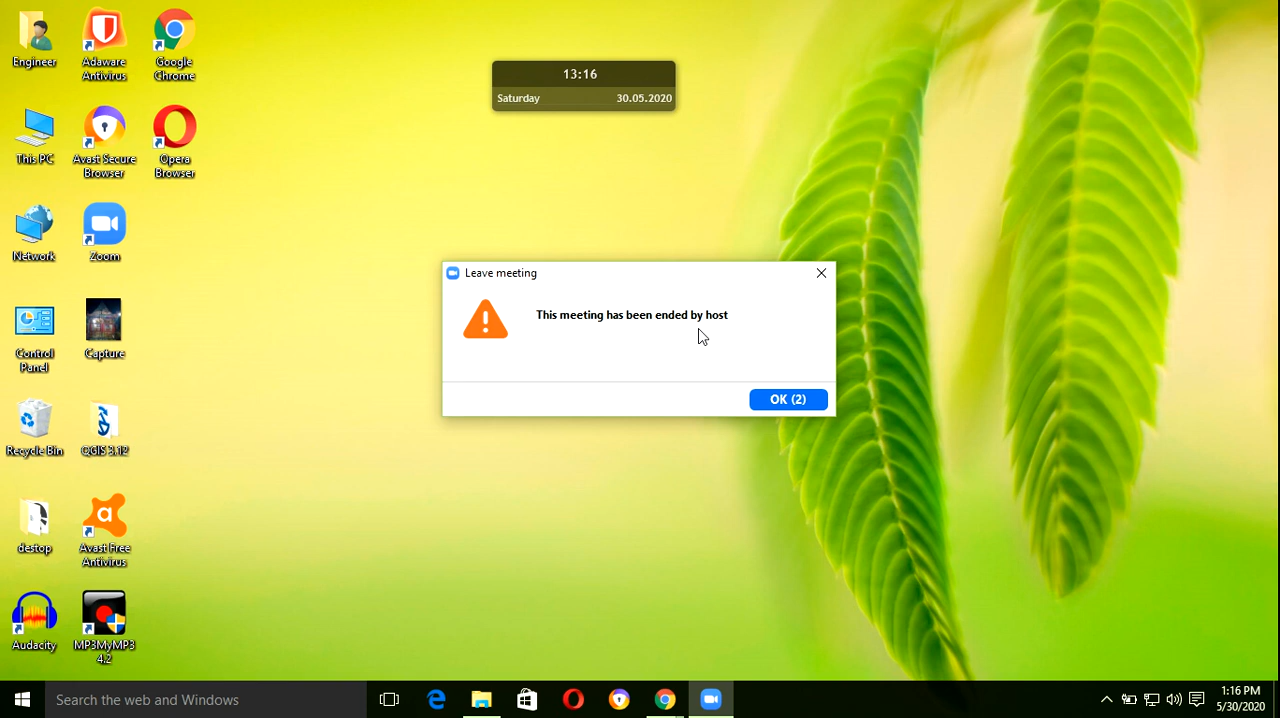 Engineer
Adaware
Antivirus
Google
Chrome
13:16
Saturday 30.05.2020
This PC
Avast Secure
Browser
Opera
Browser
Network
Zoom
Leave meeting
This meeting has been ended by host
OK (2)
Control
Panel
Capture
Recycle Bin
QGIS 3.12
destop
Avast Free
Antivirus
Audacity
MP3MyMP3
4.2
Search the web and Windows
1:16 PM
5/30/2020